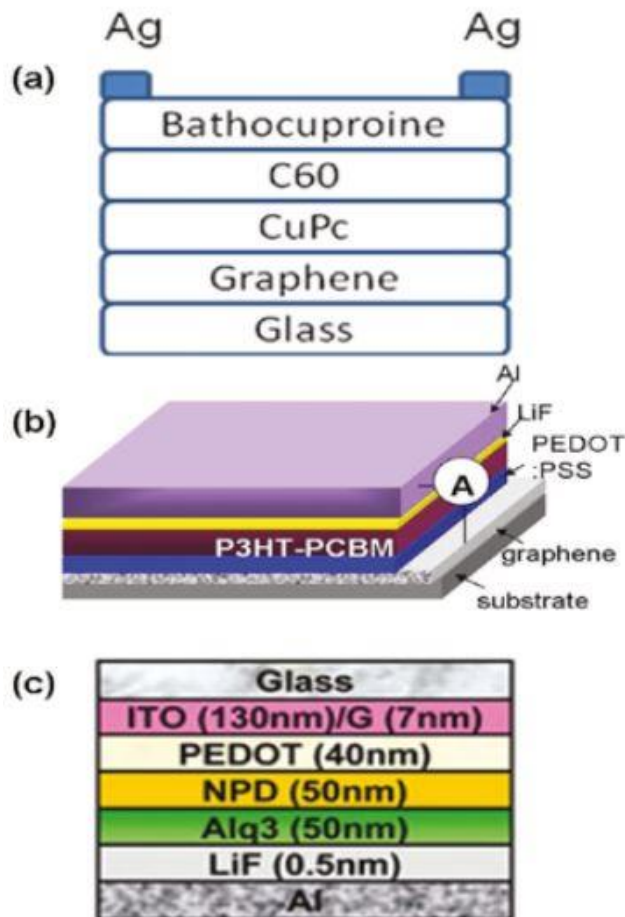 Ag Ag
(a)
Bathocuproine
C60
CuPc
Graphene
Glass
(b)
Al
LiF
PEDOT
:PSS
A
P3HT-PCBM
graphene
substrate
(c)
Glass
ITO (130nm)/G (7nm)
PEDOT (40nm)
NPD (50nm)
Alq3 (50nm)
LiF (0.5nm)
Al